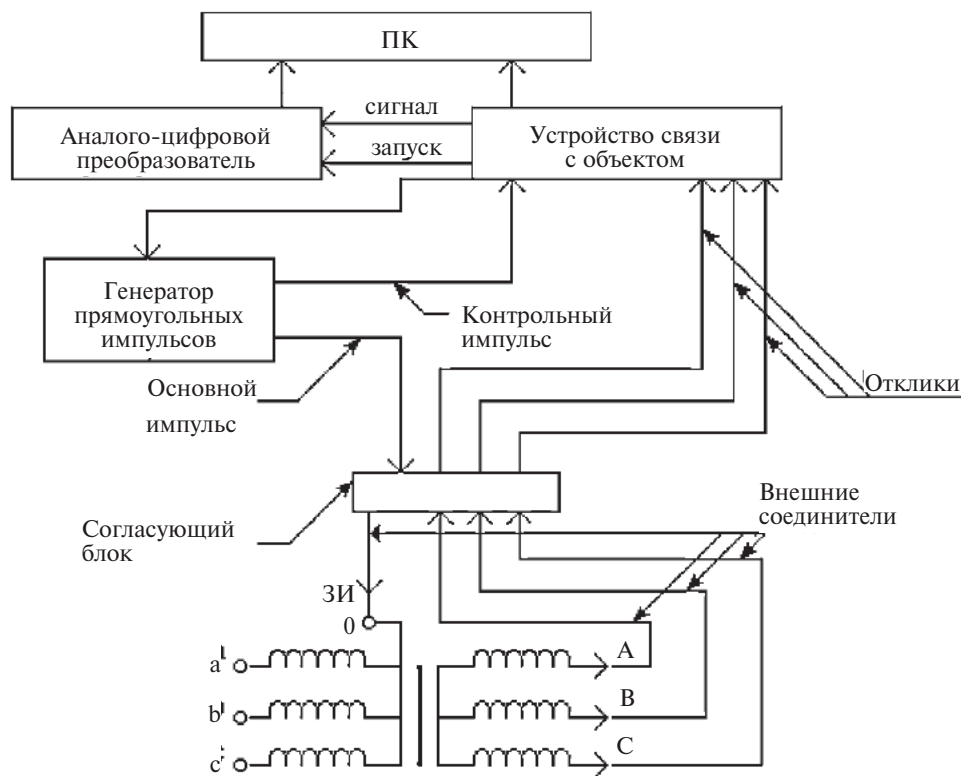 ПК
сигнал
Аналого-цифровой
преобразователь
запуск
Устройство связи
с объектом
Генератор
прямоугольных
импульсов
Контрольный
импульс
Основной
импульс
Отклики
Согласующий
блок
Внешние
соединители
ЗИ
0
a
A
b
B
c
C